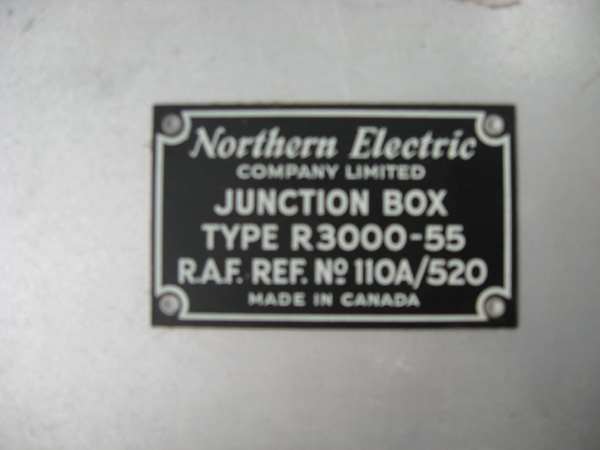 Northern Electric
COMPANY LIMITED
JUNCTION BOX
TYPE R3000-55
R.A.F. REF. Nº 110A/520
MADE IN CANADA